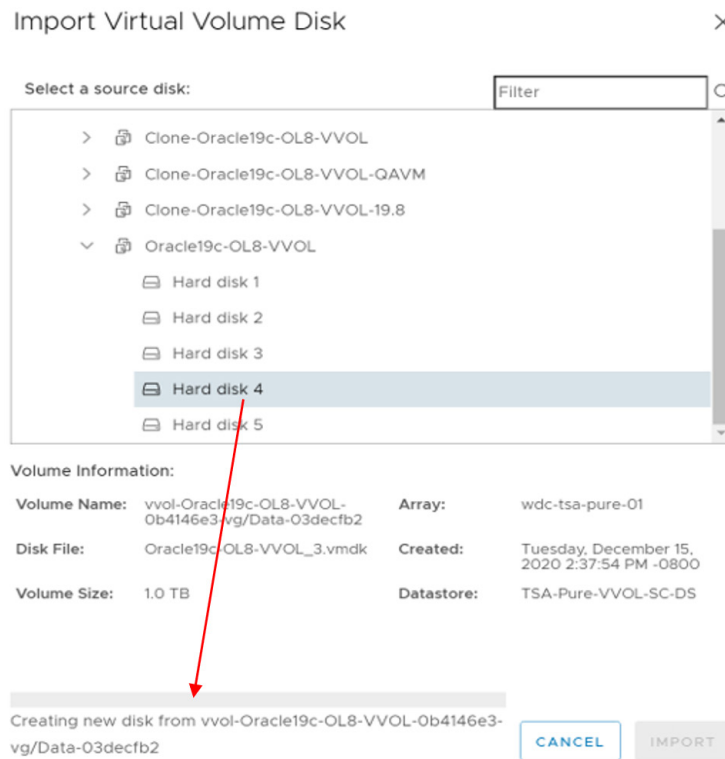 Import Virtual Volume Disk
Select a source disk:
Filter
Clone-Oracle19c-OL8-VVOL
Clone-Oracle19c-OL8-VVOL-QAVM
Clone-Oracle19c-OL8-VVOL-19.8
Oracle19c-OL8-VVOL
Hard disk 1
Hard disk 2
Hard disk 3
Hard disk 4
Hard disk 5
Volume Information:
Volume Name: vvol-Oracle19c-OL8-VVOL-
0b4146e3-vg/Data-03decfb2
Array: wdc-tsa-pure-01
Disk File: Oracle19c-OL8-VVOL_3.vmdk
Created: Tuesday, December 15,
2020 2:37:54 PM -0800
Volume Size: 1.0 TB
Datastore: TSA-Pure-VVOL-SC-DS
Creating new disk from vvol-Oracle19c-OL8-VVOL-0b4146e3-
vg/Data-03decfb2
CANCEL
IMPORT